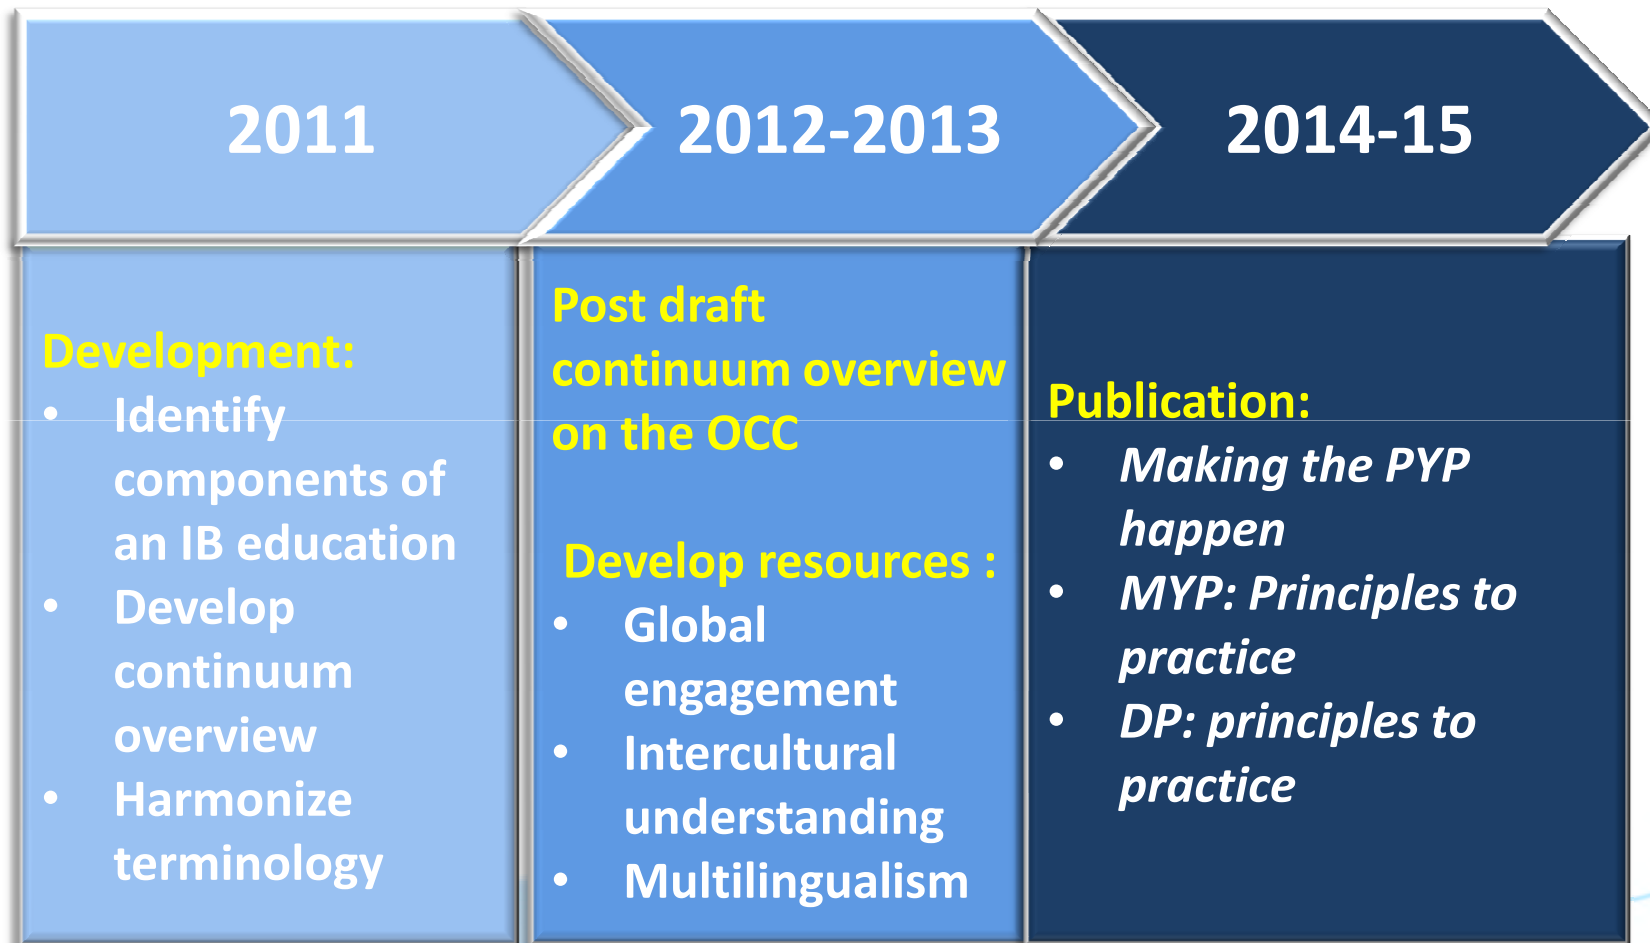 2011
2012-2013
2014-15
Development:
• Identify
components of
an IB education
• Develop
continuum
overview
• Harmonize
terminology
Post draft
continuum overview
on the OCC
Develop resources :
• Global
engagement
• Intercultural
understanding
• Multilingualism
Publication:
• Making the PYP
happen
• MYP: Principles to
practice
• DP: principles to
practice